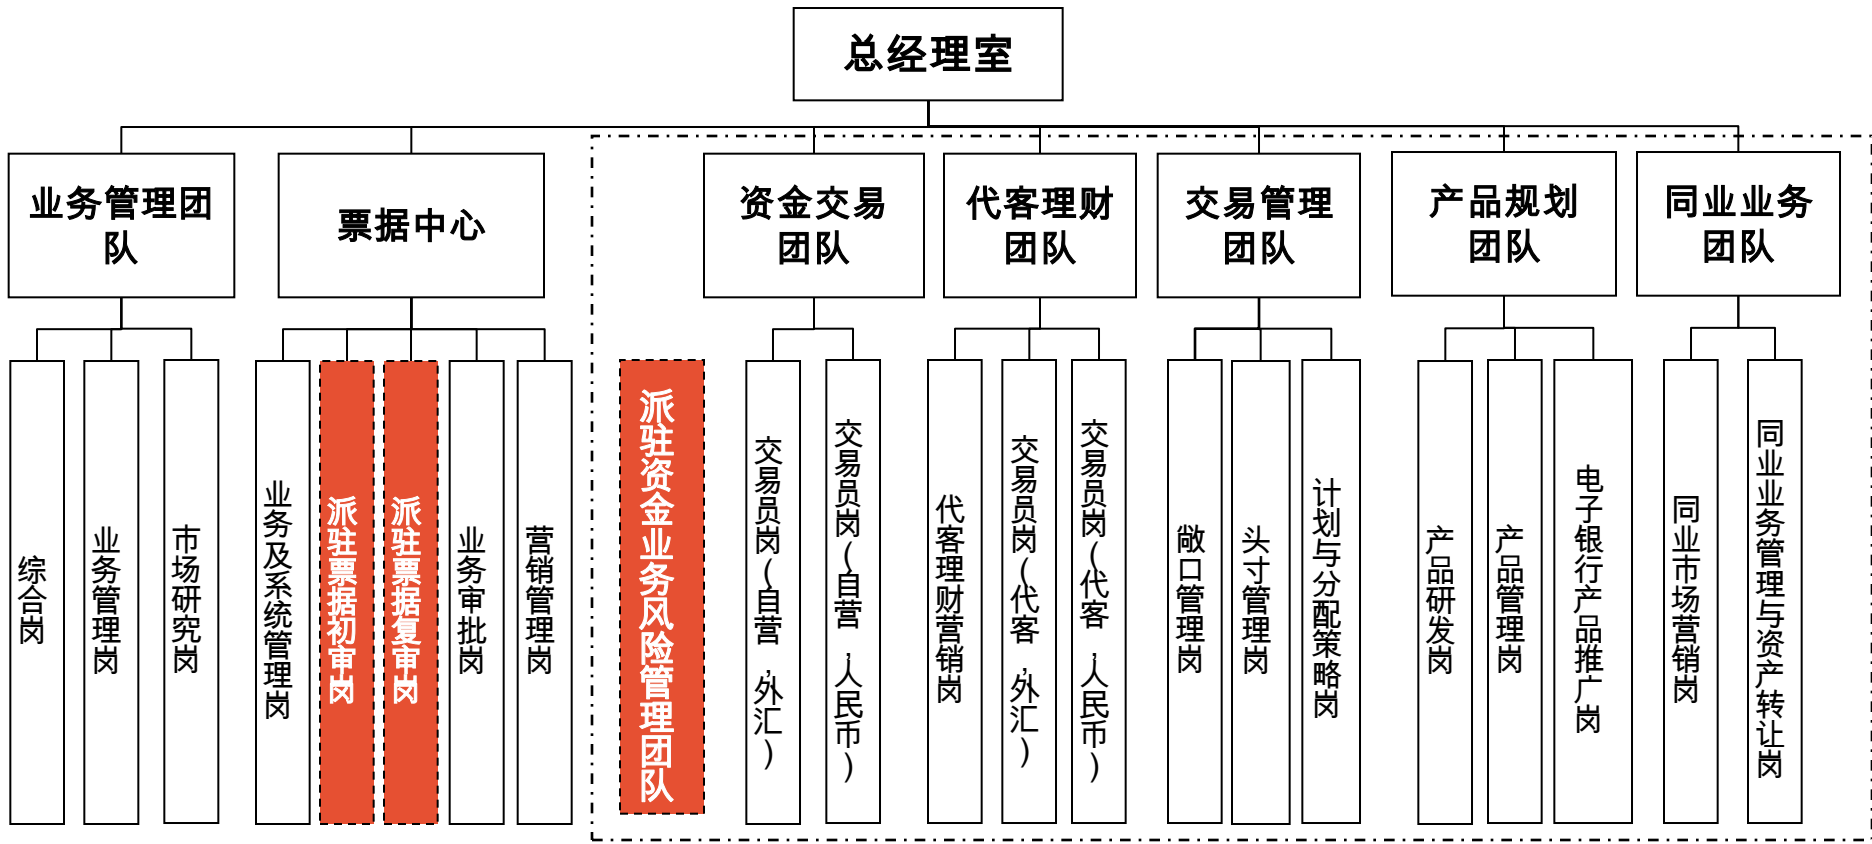 总经理室
业务管理团
队
票据中心
资金交易
团队
代客理财
团队
交易管理
团队
产品规划
团队
同业业务
团队
综合岗
业务管理岗
市场研究岗
业务及系统管理岗
派驻票据初审岗
派驻票据复审岗
业务审批岗
营销管理岗
派驻资金业务风险管理团队
交易员岗(自营,外汇)
交易员岗(自营,人民币)
代客理财营销岗
交易员岗(代客,外汇)
交易员岗(代客,人民币)
敞口管理岗
头寸管理岗
计划与分配策略岗
产品研发岗
产品管理岗
电子银行产品推广岗
同业市场营销岗
同业业务管理与资产转让岗